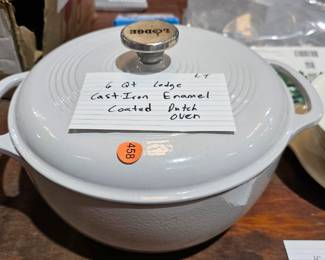 LODGE
L4
6 Qt Lodge
Cast Iron Enamel
Coated Dutch
oven
458